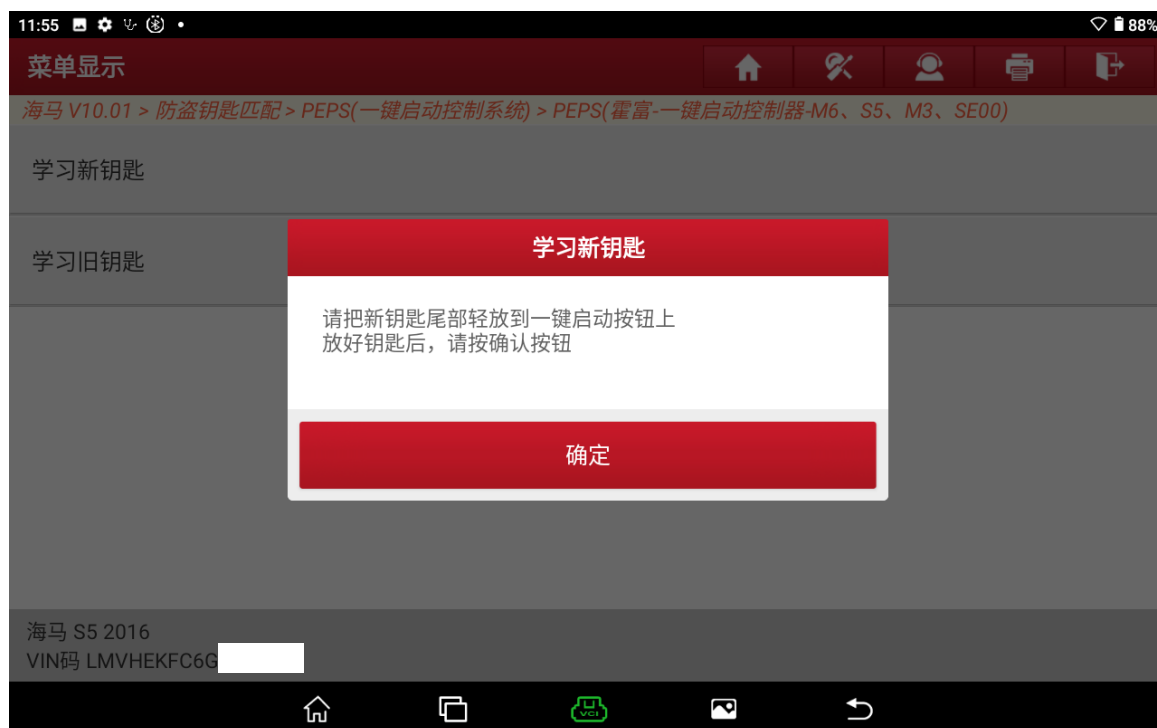 11:55
88%
菜单显示
海马 V10.01 > 防盗钥匙匹配 > PEPS(一键启动控制系统) > PEPS(霍富-一键启动控制器-M6、S5、M3、SE00)
学习新钥匙
学习旧钥匙
学习新钥匙
请把新钥匙尾部轻放到一键启动按钮上
放好钥匙后，请按确认按钮
确定
海马 S5 2016
VIN码 LMVHEKFC6G
VCI